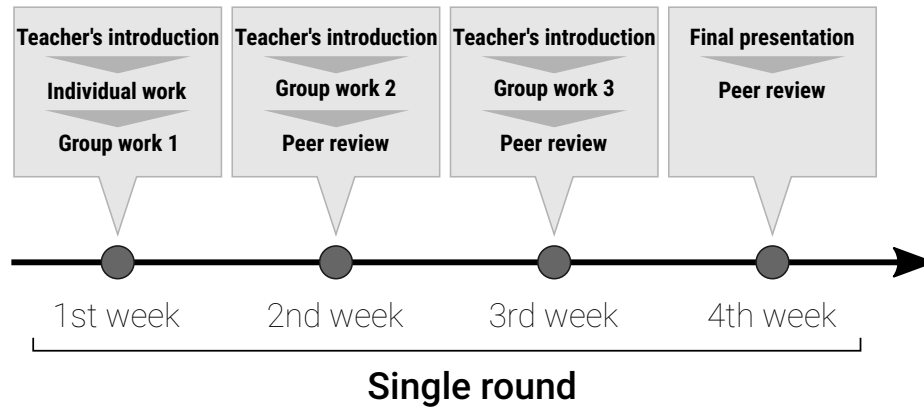 Teacher's introduction
Individual work
Group work 1
Teacher's introduction
Group work 2
Peer review
Teacher's introduction
Group work 3
Peer review
Final presentation
Peer review
1st week
2nd week
3rd week
4th week
Single round